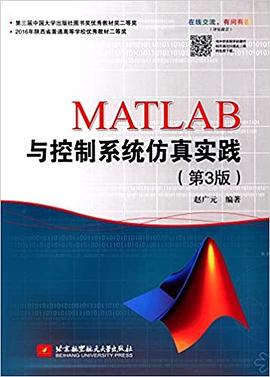 • 第三届中国大学出版社图书奖优秀教材奖二等奖
• 2016年陕西省普通高等学校优秀教材二等奖
在线交流,有问有答
MATLAB
与控制系统仿真实践
(第3版)
赵广元 编著
北京航空航天大学出版社
BEIHANG UNIVERSITY PRESS